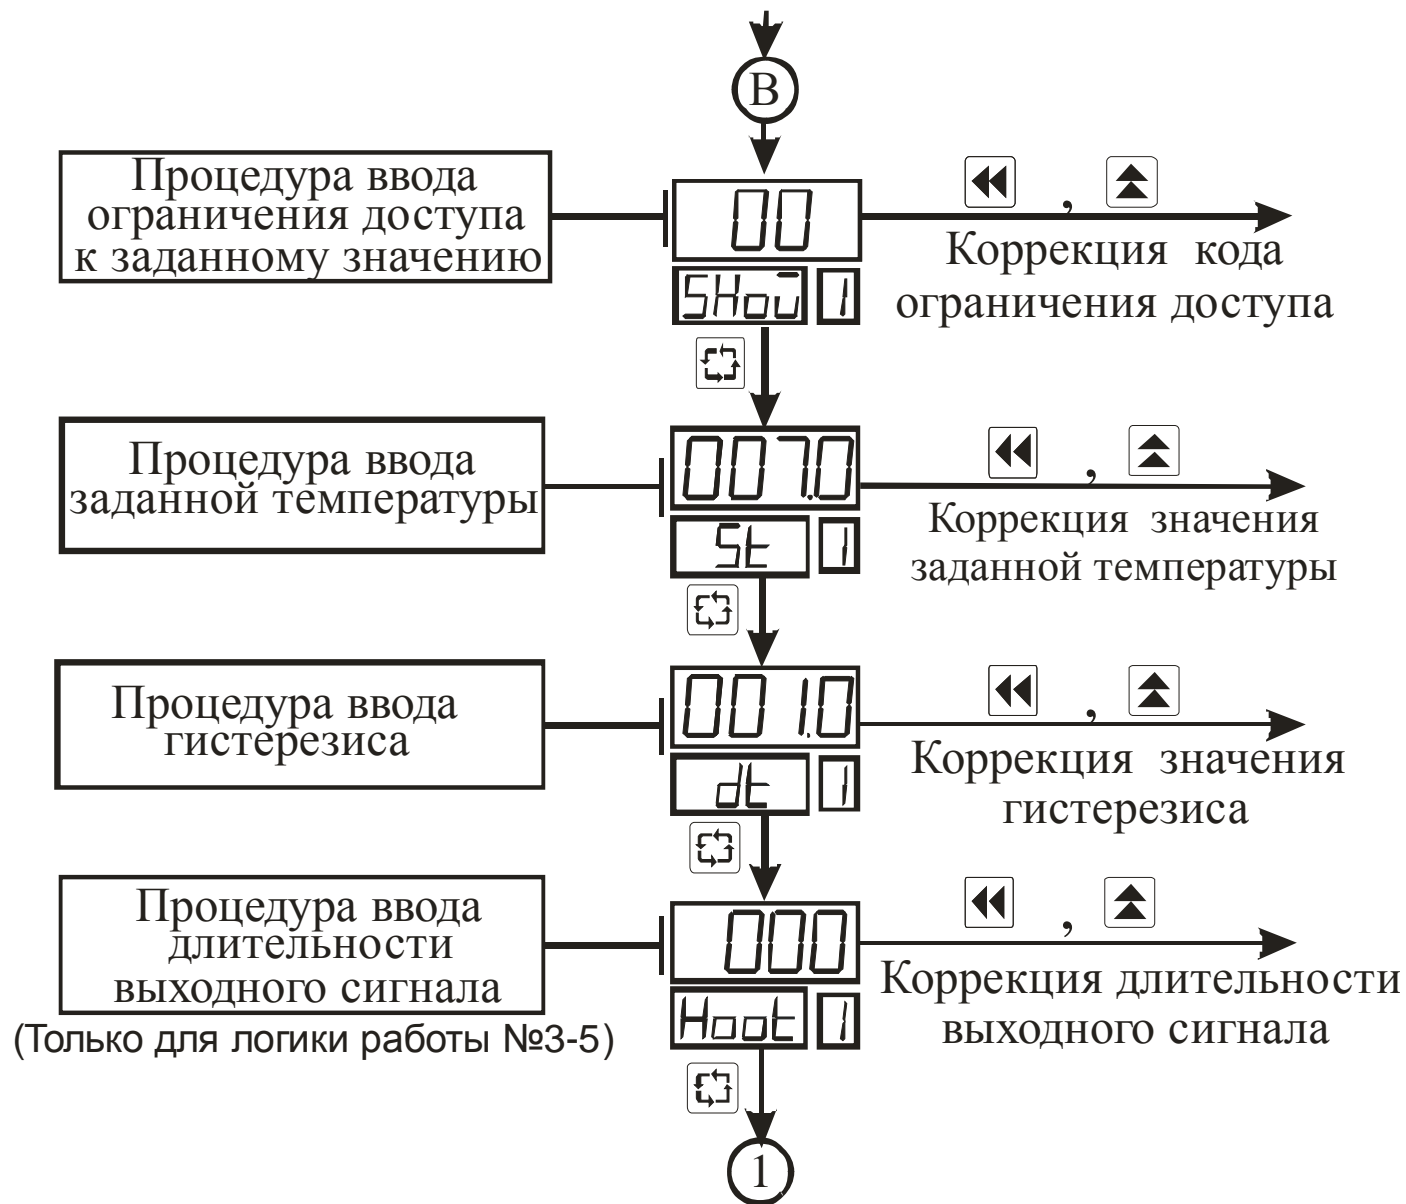 В
Процедура ввода
ограничения доступа
к заданному значению
00
,
SHou 1
Коррекция кода
ограничения доступа
Процедура ввода
заданной температуры
007.0
,
St 1
Коррекция значения
заданной температуры
Процедура ввода
гистерезиса
001.0
,
dt 1
Коррекция значения
гистерезиса
Процедура ввода
длительности
выходного сигнала
(Только для логики работы №3-5)
000
,
Hoot 1
Коррекция длительности
выходного сигнала
1